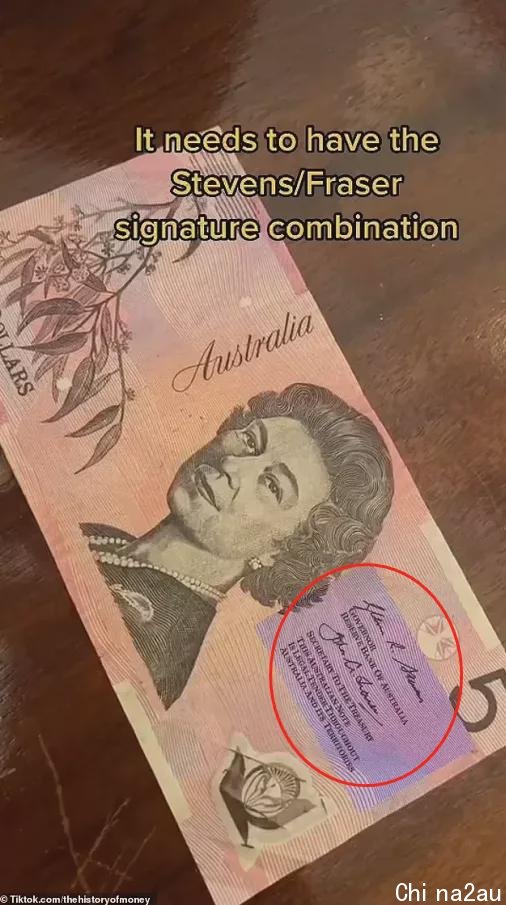 It needs to have the
Stevens/Fraser
signature combination
DOLLARS
Australia
GOVERNOR
RESERVE BANK OF AUSTRALIA
SECRETARY TO THE TREASURY
THIS AUSTRALIAN NOTE
IS LEGAL TENDER THROUGHOUT
AUSTRALIA AND ITS TERRITORIES
5
© Tiktok.com/thehistoryofmoney
Chi na2au